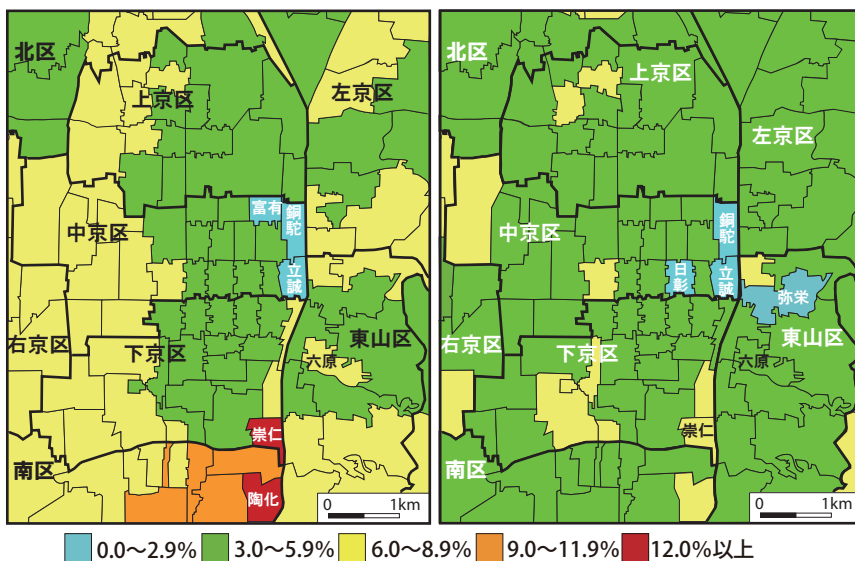 北区
上京区
左京区
富有
銅駝
中京区
立誠
右京区
下京区
東山区
六原
崇仁
南区
陶化
0 1km
北区
上京区
左京区
銅駝
中京区
日彰
立誠
弥栄
右京区
下京区
東山区
六原
崇仁
南区
0 1km
0.0～2.9% 3.0～5.9% 6.0～8.9% 9.0～11.9% 12.0%以上